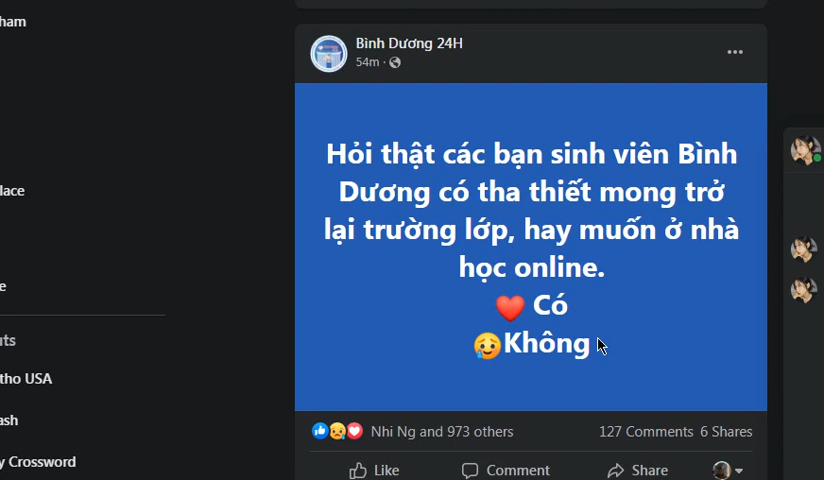 ham
Bình Dương 24H
54m
Hỏi thật các bạn sinh viên Bình
Dương có tha thiết mong trở
lại trường lớp, hay muốn ở nhà
học online.
❤️ Có
😥Không
lace
e
uts
tho USA
ash
y Crossword
Nhi Ng and 973 others
127 Comments 6 Shares
Like Comment Share